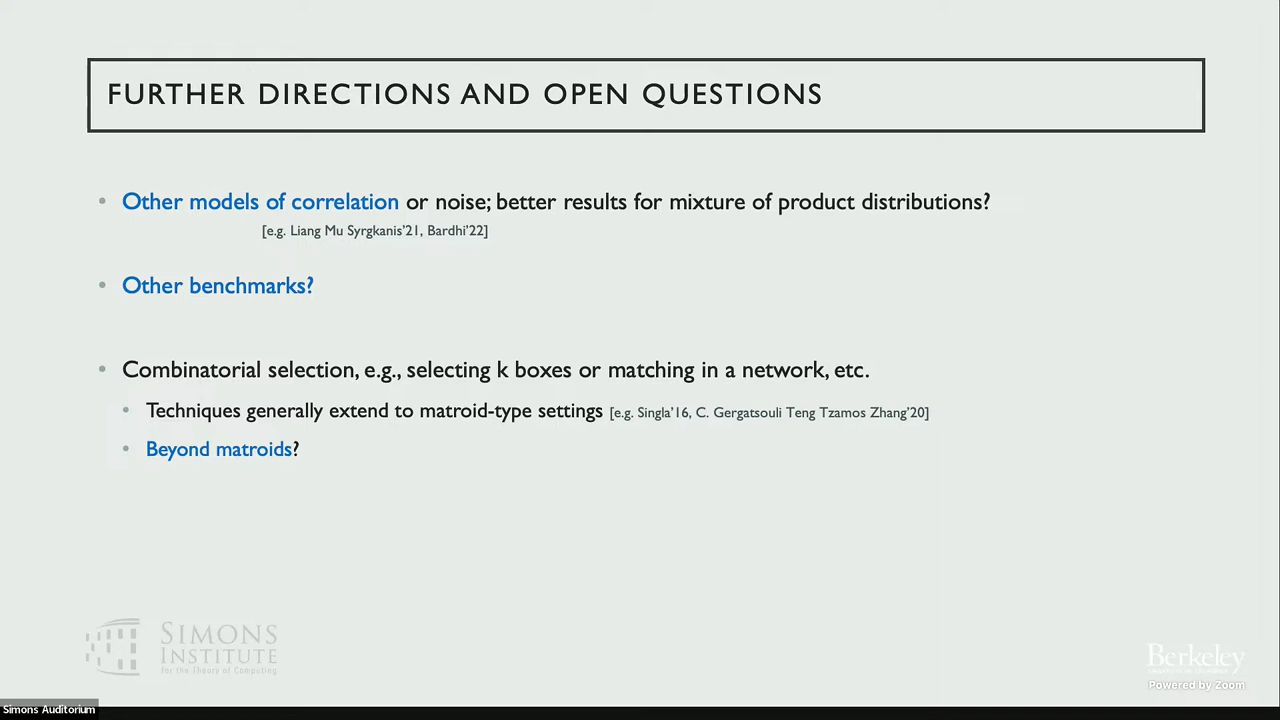 FURTHER DIRECTIONS AND OPEN QUESTIONS
• Other models of correlation or noise; better results for mixture of product distributions?
[e.g. Liang Mu Syrgkanis'21, Bardhi'22]
• Other benchmarks?
• Combinatorial selection, e.g., selecting k boxes or matching in a network, etc.
• Techniques generally extend to matroid-type settings [e.g. Singla'16, C. Gergatsouli Teng Tzamos Zhang'20]
• Beyond matroids?
SIMONS
INSTITUTE
for the Theory of Computing
Berkeley
Powered by Zoom
Simons Auditorium